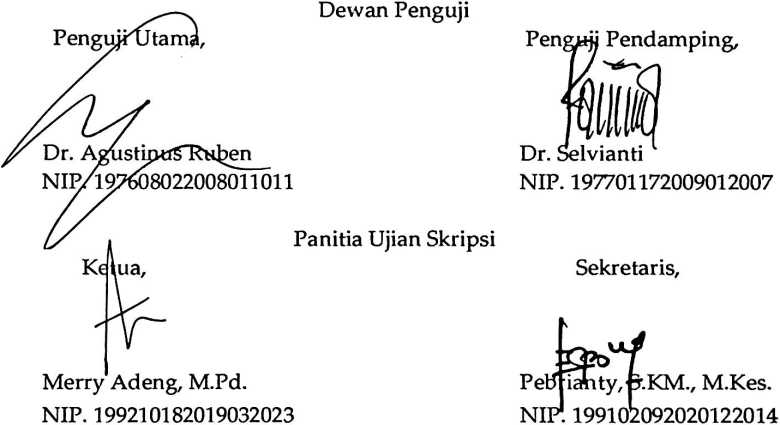 Dewan Penguji
Penguji Utama,
Penguji Pendamping,
Dr. Agustinus Ruben
NIP. 197608022008011011
Dr. Selvianti
NIP. 197701172009012007
Panitia Ujian Skripsi
Ketua,
Sekretaris,
Merry Adeng, M.Pd.
NIP. 199210182019032023
Pebrianty, S.KM., M.Kes.
NIP. 199102092020122014